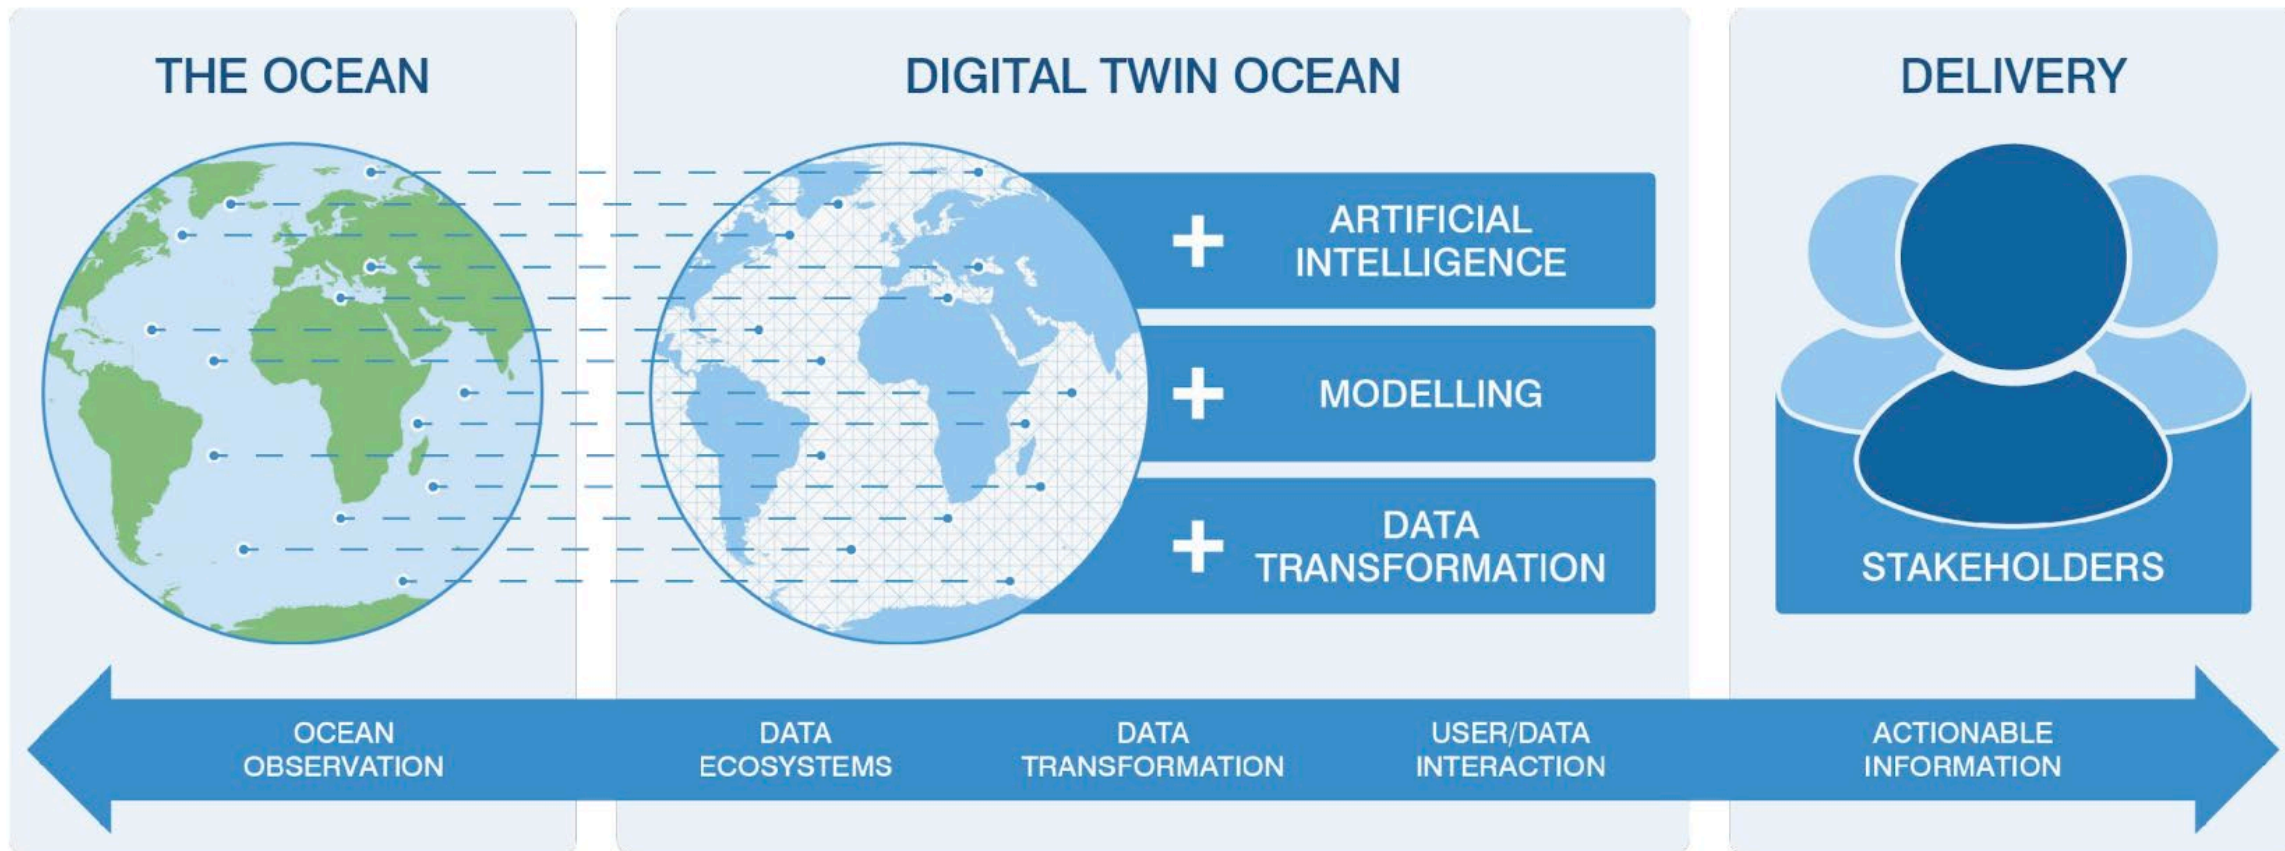 THE OCEAN
DIGITAL TWIN OCEAN
ARTIFICIAL
INTELLIGENCE
MODELLING
DATA
TRANSFORMATION
DELIVERY
STAKEHOLDERS
OCEAN
OBSERVATION
DATA
ECOSYSTEMS
DATA
TRANSFORMATION
USER/DATA
INTERACTION
ACTIONABLE
INFORMATION